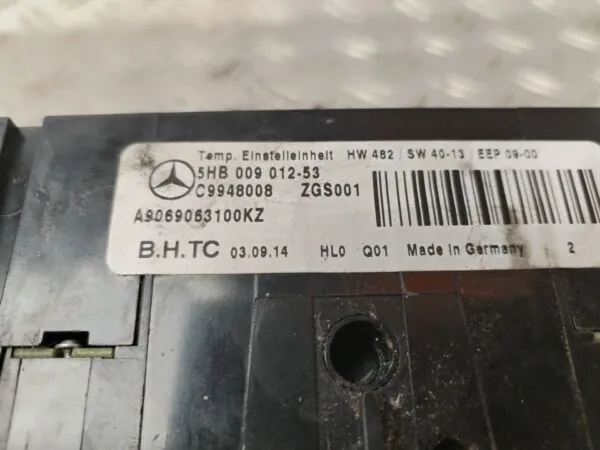 Temp. Einstelleinheit HW 482 / SW 40-13 / EEP 09-00
5HB 009 012-53
C9948008 ZGS001
A9069063100KZ
B.H.TC 03.09.14 HL0 Q01 Made in Germany 2